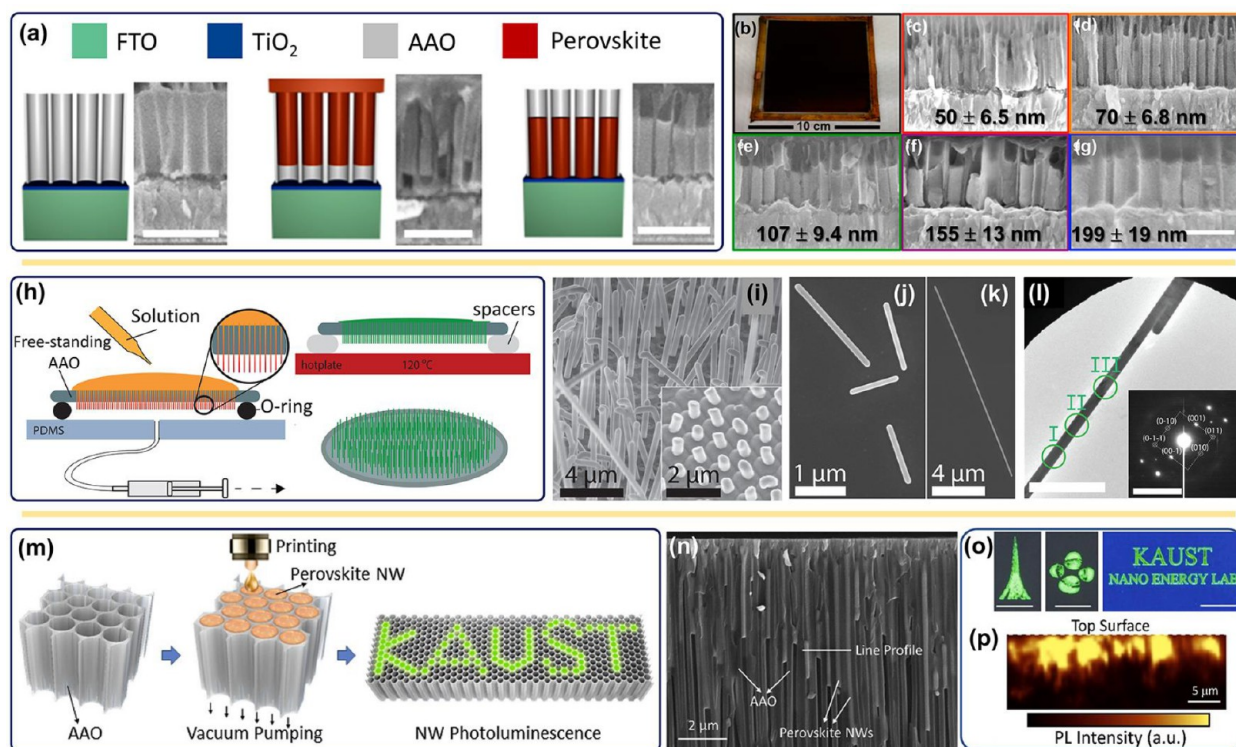 (a)
FTO
TiO₂
AAO
Perovskite
(b)
10 cm
(c)
50 ± 6.5 nm
(d)
70 ± 6.8 nm
(e)
107 ± 9.4 nm
(f)
155 ± 13 nm
(g)
199 ± 19 nm
(h)
Solution
Free-standing
AAO
O-ring
PDMS
spacers
hotplate 120 °C
(i)
4 µm
2 µm
(j)
1 µm
(k)
4 µm
(l)
III
II
I
(001)
(0-10)
(011)
(0-1-1)
(010)
(00-1)
(m)
Printing
Perovskite NW
AAO
Vacuum Pumping
KAUST
NW Photoluminescence
(n)
Line Profile
AAO
Perovskite NWs
2 µm
(o)
KAUST
NANO ENERGY LAB
Top Surface
(p)
5 µm
PL Intensity (a.u.)